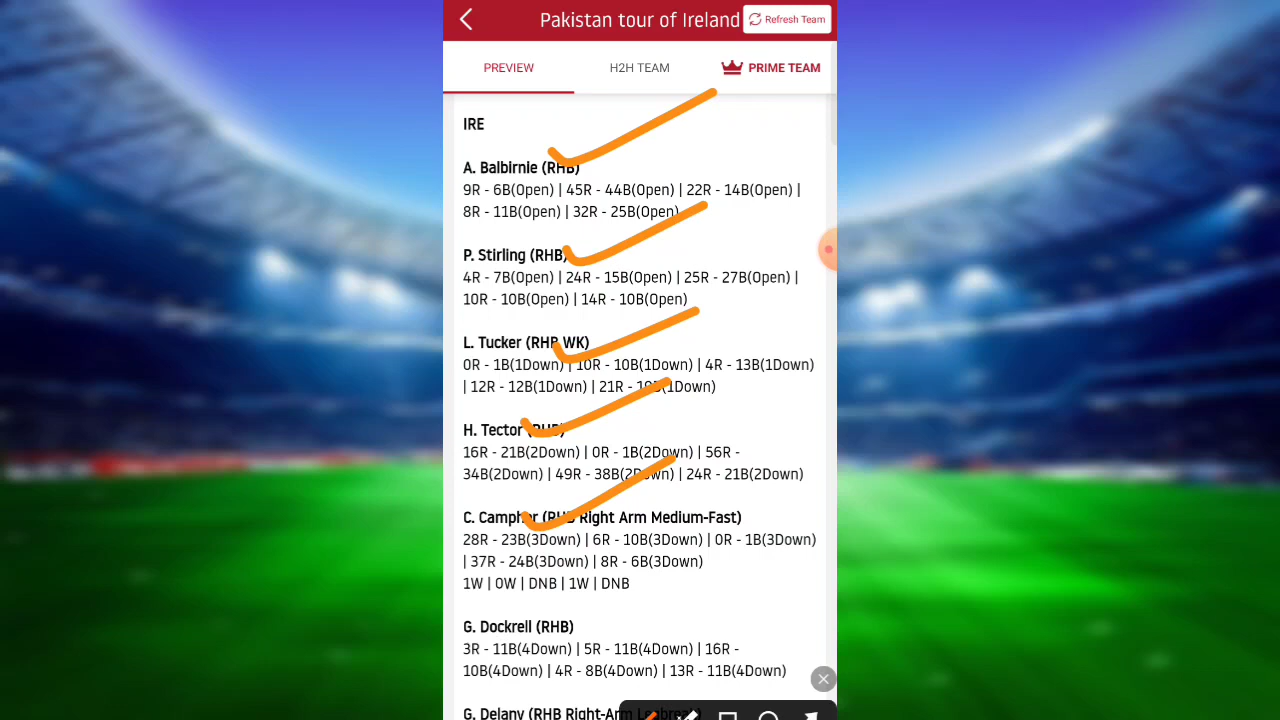 Pakistan tour of Ireland
Refresh Team
PREVIEW
H2H TEAM
PRIME TEAM
IRE
A. Balbirnie (RHB)
9R - 6B(Open) | 45R - 44B(Open) | 22R - 14B(Open) |
8R - 11B(Open) | 32R - 25B(Open)
P. Stirling (RHB)
4R - 7B(Open) | 24R - 15B(Open) | 25R - 27B(Open) |
10R - 10B(Open) | 14R - 10B(Open)
L. Tucker (RHB WK)
0R - 1B(1Down) | 10R - 10B(1Down) | 4R - 13B(1Down)
| 12R - 12B(1Down) | 21R - (1Down)
H. Tector (RHB)
16R - 21B(2Down) | 0R - 1B(2Down) | 56R -
34B(2Down) | 49R - 38B(2Down) | 24R - 21B(2Down)
C. Campher (RHB Right Arm Medium-Fast)
28R - 23B(3Down) | 6R - 10B(3Down) | 0R - 1B(3Down)
| 37R - 24B(3Down) | 8R - 6B(3Down)
1W | 0W | DNB | 1W | DNB
G. Dockrell (RHB)
3R - 11B(4Down) | 5R - 11B(4Down) | 16R -
10B(4Down) | 4R - 8B(4Down) | 13R - 11B(4Down)
G. Delany (RHB Right-Arm Legbreak)